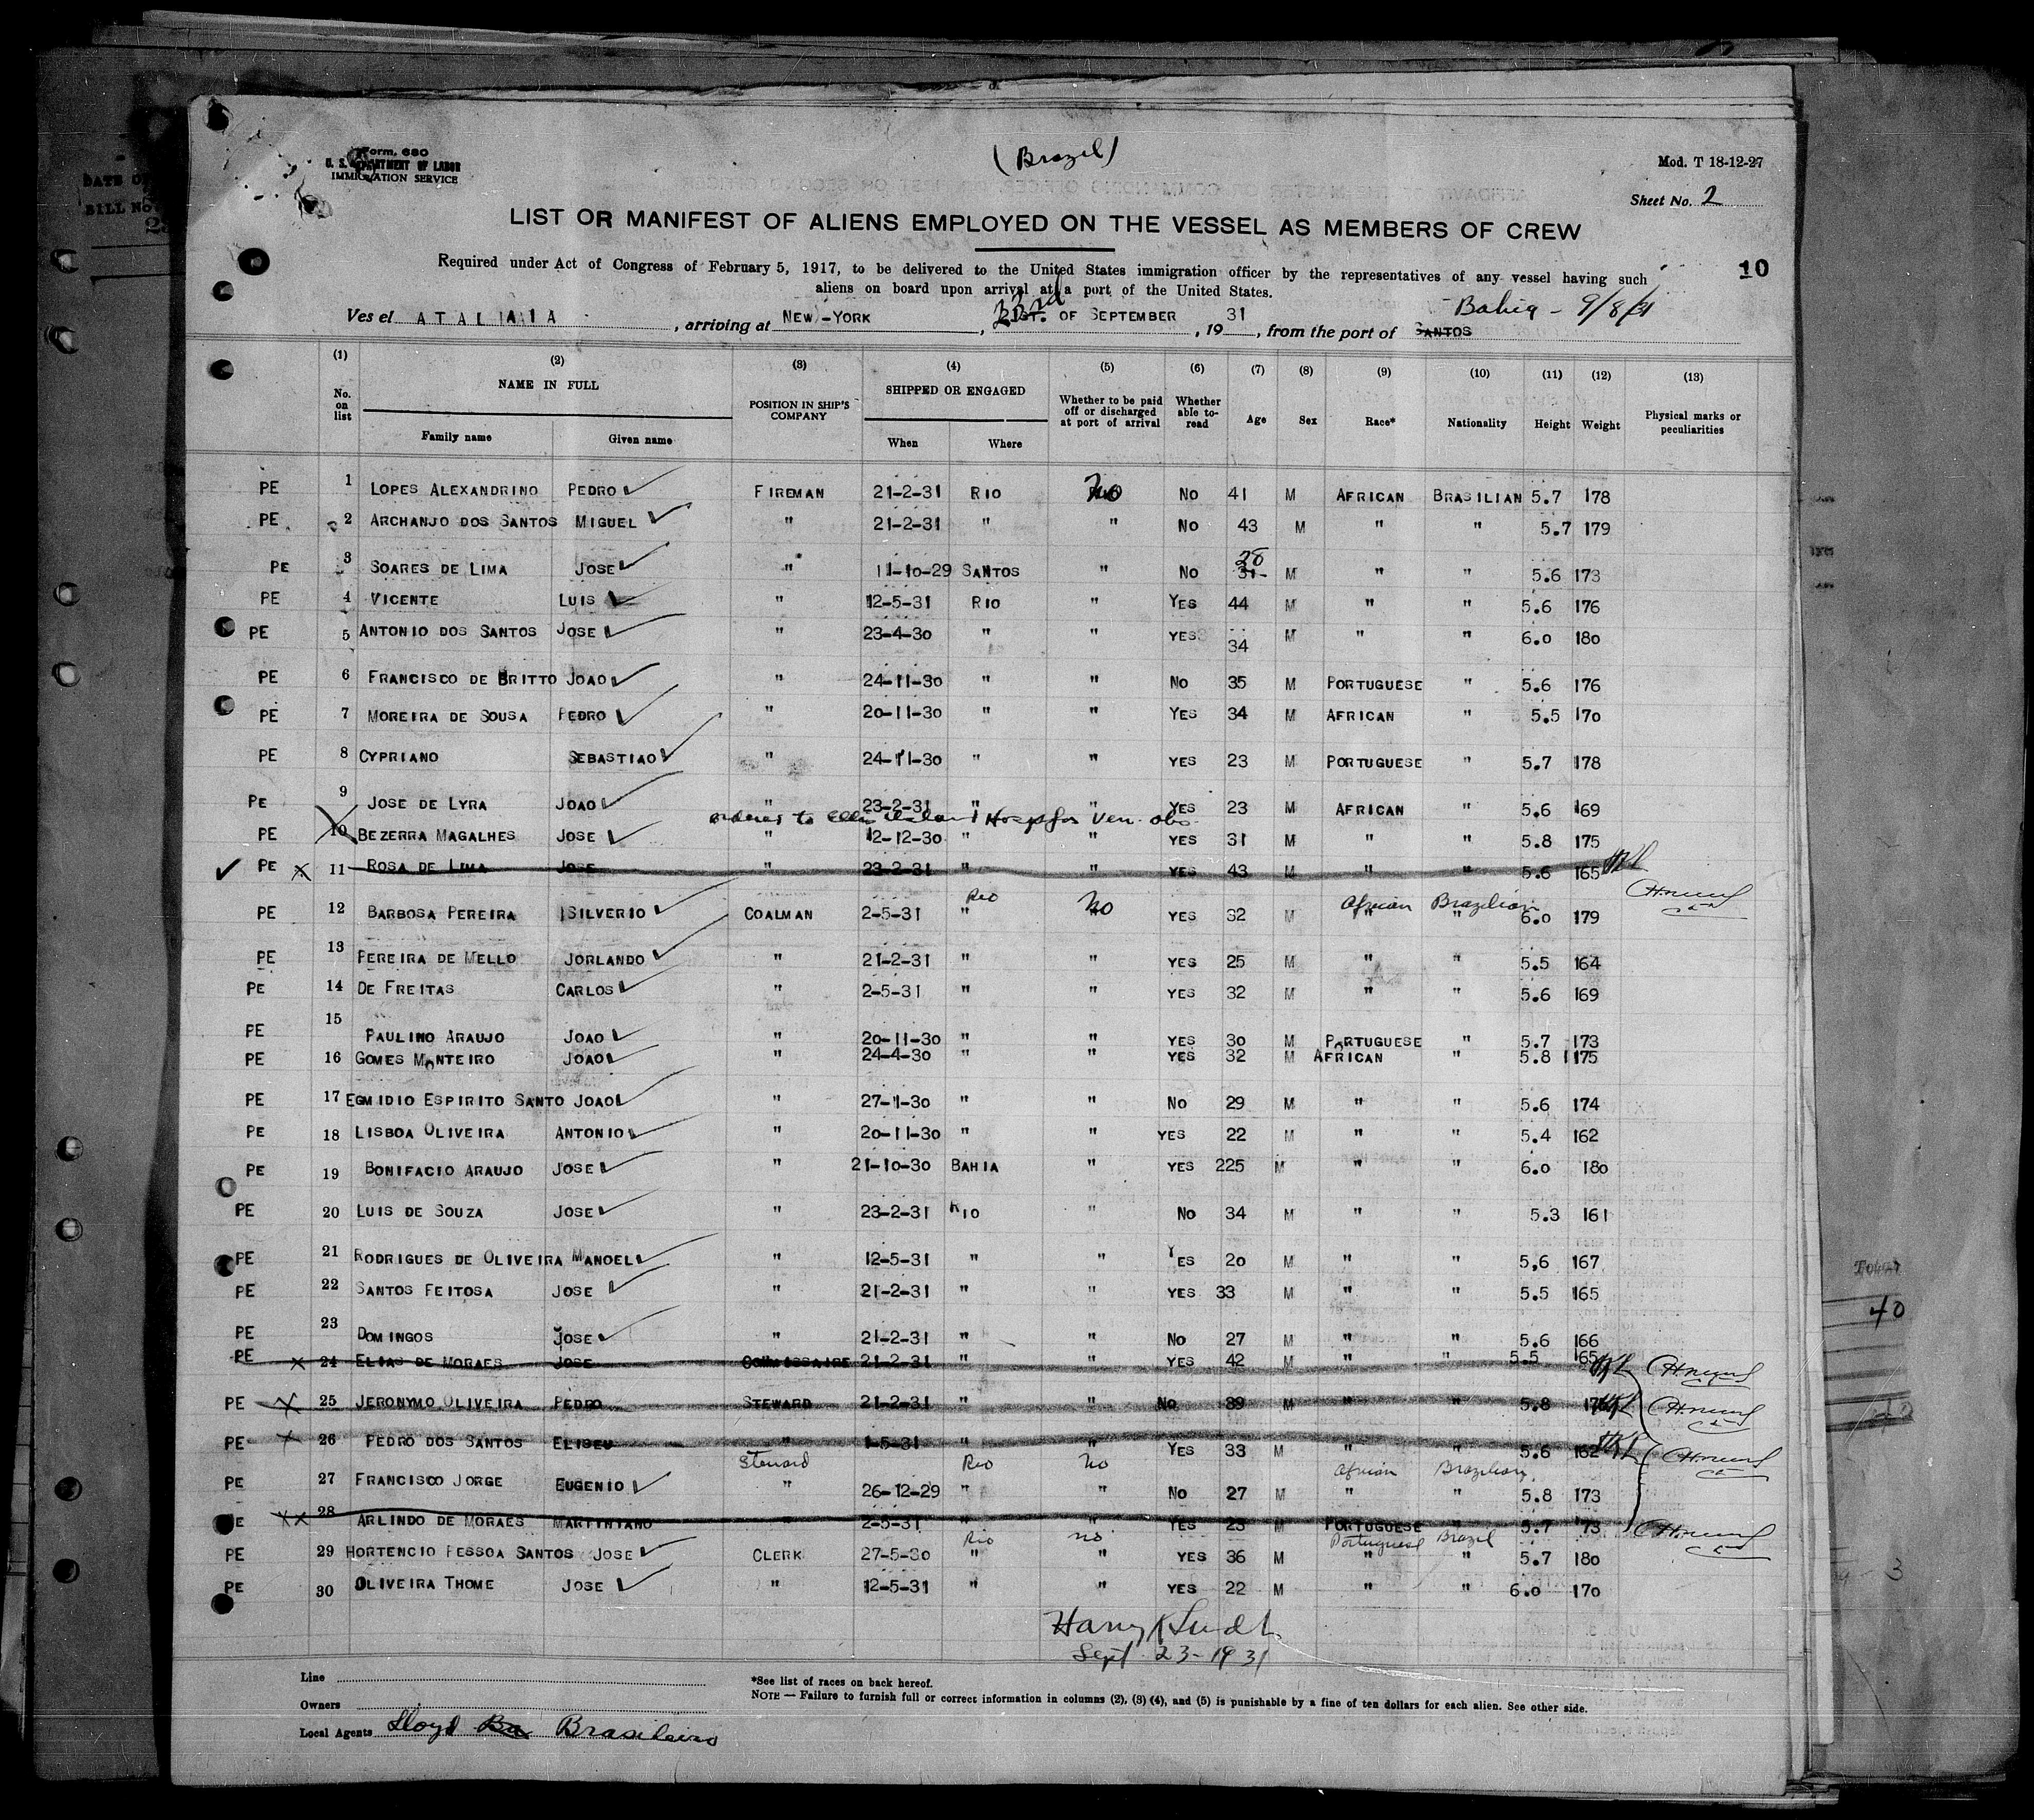 Form 680
U. S. DEPARTMENT OF LABOR
IMMIGRATION SERVICE
(Brazil)
Mod. T 18-12-27
Sheet No. 2
LIST OR MANIFEST OF ALIENS EMPLOYED ON THE VESSEL AS MEMBERS OF CREW
10
Required under Act of Congress of February 5, 1917, to be delivered to the United States immigration officer by the representatives of any vessel having such
aliens on board upon arrival at a port of the United States.
Bahia - 9/8/31
23rd
Ves el ATALAIA, arriving at NEW-YORK, 21ST. OF SEPTEMBER, 1931, from the port of SANTOS
(1) (2) (3) (4) (5) (6) (7) (8) (9) (10) (11) (12) (13)
No. on list NAME IN FULL Family name Given name POSITION IN SHIP'S COMPANY SHIPPED OR ENGAGED When Where Whether to be paid off or discharged at port of arrival Whether able to- read Age Sex Race* Nationality Height Weight Physical marks or peculiarities
PE 1 LOPES ALEXANDRINO PEDRO FIREMAN 21-2-31 RIO No No 41 M AFRICAN BRASILIAN 5.7 178
PE 2 ARCHANJO DOS SANTOS MIGUEL " 21-2-31 " " No 43 M " " 5.7 179
PE 3 SOARES DE LIMA JOSE " 11-10-29 SANTOS " No 28 31 M " " 5.6 173
PE 4 VICENTE LUIS " 12-5-31 RIO " YES 44 M " " 5.6 176
PE 5 ANTONIO DOS SANTOS JOSE " 23-4-30 " " YES 34 M " " 6.0 180
PE 6 FRANCISCO DE BRITTO JOAO " 24-11-30 " " No 35 M PORTUGUESE " 5.6 176
PE 7 MOREIRA DE SOUSA PEDRO " 20-11-30 " " YES 34 M AFRICAN " 5.5 170
PE 8 CYPRIANO SEBASTIAO " 24-11-30 " " YES 23 M PORTUGUESE " 5.7 178
PE 9 JOSE DE LYRA JOAO " 23-2-31 " " YES 23 M AFRICAN " 5.6 169
orders to Ellis Island Hosp for Ven. obs.
PE 10 BEZERRA MAGALHES JOSE " 12-12-30 " " YES 31 M " " 5.8 175
PE X 11 ROSA DE LIMA JOSE " 23-2-31 " " YES 43 M " " 5.6 165
Rio No African Brazilian
PE 12 BARBOSA PEREIRA SILVERIO COALMAN 2-5-31 " YES 32 M " " 6.0 179
PE 13 PEREIRA DE MELLO JORLANDO " 21-2-31 " " YES 25 M " " 5.5 164
PE 14 DE FREITAS CARLOS " 2-5-31 " " YES 32 M " " 5.6 169
PE 15 PAULINO ARAUJO JOAO " 20-11-30 " " YES 30 M PORTUGUESE " 5.7 173
PE 16 GOMES MONTEIRO JOAO " 24-4-30 " " YES 32 M AFRICAN " 5.8 175
PE 17 EGMIDIO ESPIRITO SANTO JOAO " 27-1-30 " " No 29 M " " 5.6 174
PE 18 LISBOA OLIVEIRA ANTONIO " 20-11-30 " " YES 22 M " " 5.4 162
PE 19 BONIFACIO ARAUJO JOSE " 21-10-30 BAHIA " YES 225 M " " 6.0 180
PE 20 LUIS DE SOUZA JOSE " 23-2-31 RIO " No 34 M " " 5.3 161
PE 21 RODRIGUES DE OLIVEIRA MANOEL " 12-5-31 " " YES 20 M " " 5,6 167
PE 22 SANTOS FEITOSA JOSE " 21-2-31 " " YES 33 M " " 5.5 165
PE 23 DOMINGOS JOSE " 21-2-31 " " No 27 M " " 5.6 166
PE X 24 ELIAS DE MORAES JOSE COMMISSAIRE 21-2-31 " " YES 42 M " " 5.5 165
PE X 25 JERONYMO OLIVEIRA PEDRO STEWARD 21-2-31 " " No 39 M " " 5.8
PE X 26 PEDRO DOS SANTOS ELISEU " 1-5-31 " " YES 33 M " " 5.6 162
Steward Rio No African Brazilian
PE 27 FRANCISCO JORGE EUGENIO " 26-12-29 " " No 27 M " " 5.8 173
PE XX 28 ARLINDO DE MORAES MARTINIANO " 2-5-31 " " YES 23 M PORTUGUESE " 5.7 173
Rio no Portuguese Brazil
PE 29 HORTENCIO PESSOA SANTOS JOSE CLERK 27-5-30 " " YES 36 M " " 5.7 180
PE 30 OLIVEIRA THOME JOSE " 12-5-31 " " YES 22 M " " 6.0 170
Sept 23-1931
Line
Owners
Local Agents Lloyd Ba Brasileiro
*See list of races on back hereof.
NOTE — Failure to furnish full or correct information in columns (2), (3) (4), and (5) is punishable by a fine of ten dollars for each alien. See other side.
BILL No.
40
3